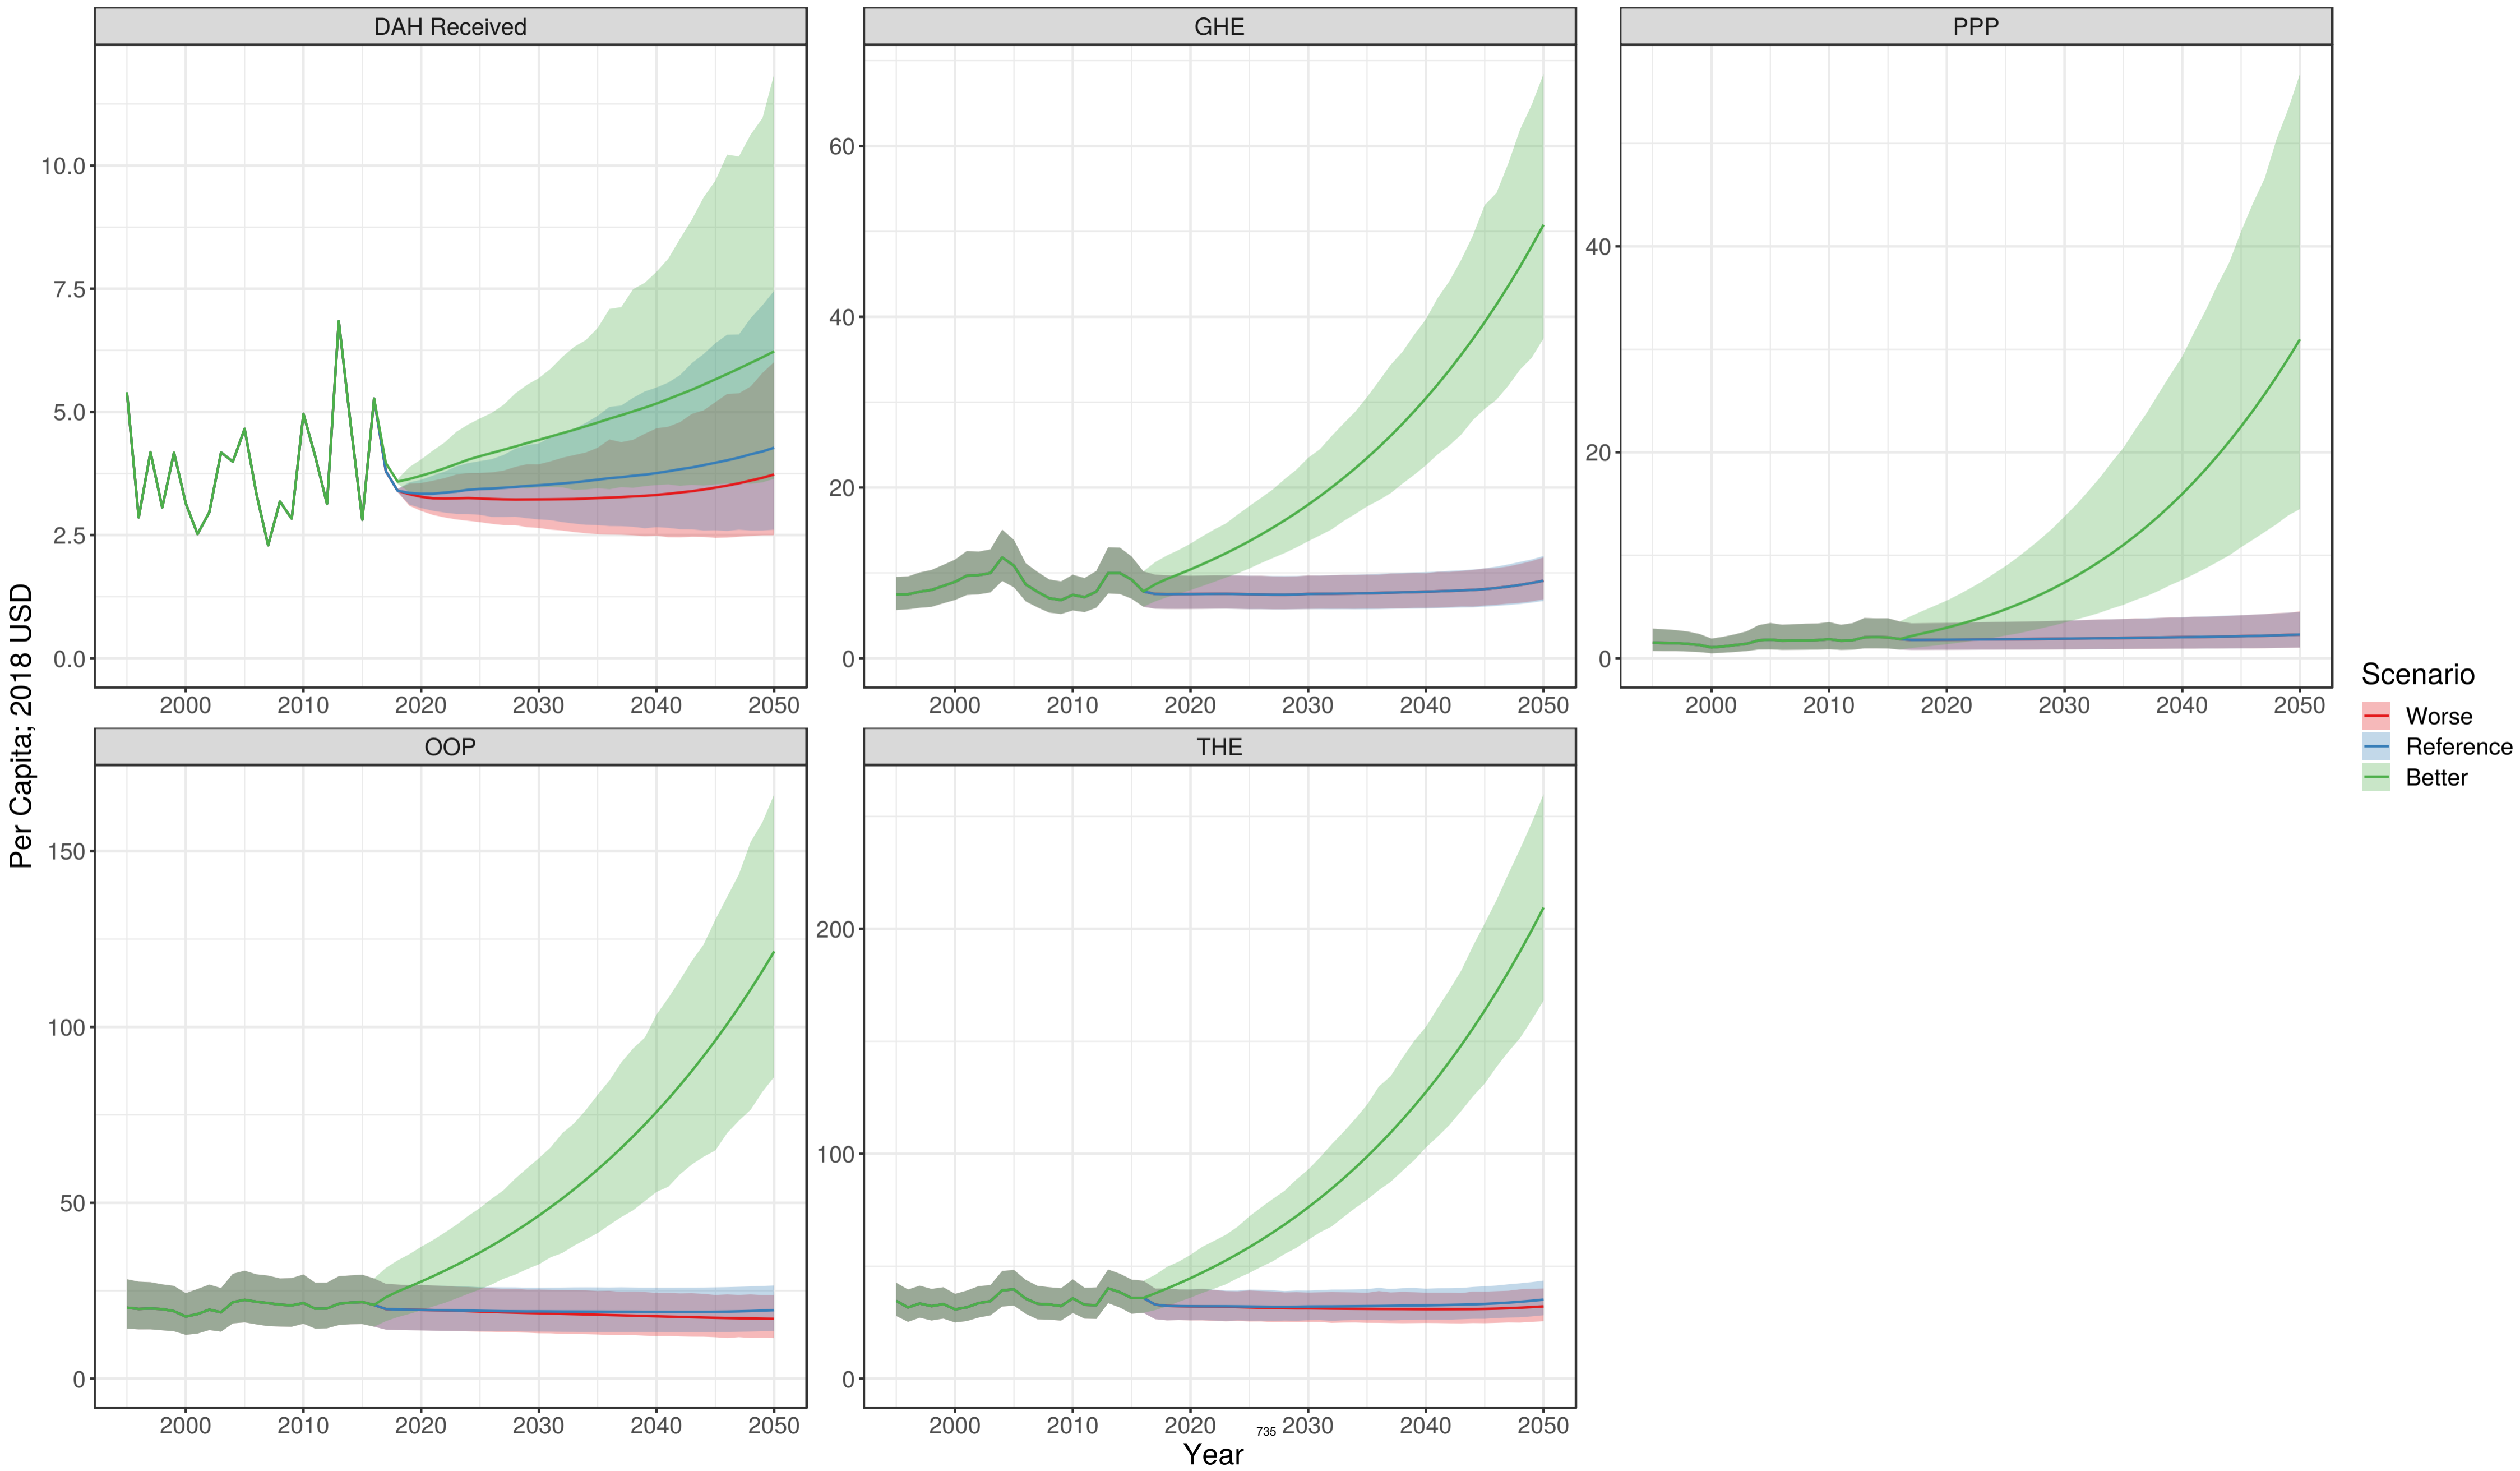 DAH Received
GHE
PPP
10.0
7.5
5.0
2.5
0.0
60
40
20
0
40
20
0
2000 2010 2020 2030 2040 2050
2000 2010 2020 2030 2040 2050
2000 2010 2020 2030 2040 2050
OOP
THE
150
100
50
0
200
100
0
2000 2010 2020 2030 2040 2050
2000 2010 2020 2030 2040 2050
735
Year
Per Capita; 2018 USD
Scenario
Worse
Reference
Better